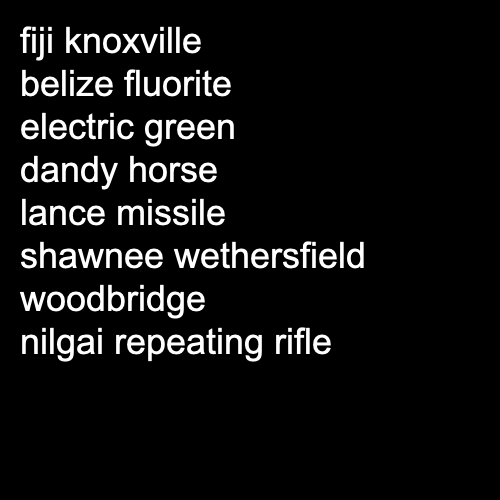 fiji knoxville
belize fluorite
electric green
dandy horse
lance missile
shawnee wethersfield
woodbridge
nilgai repeating rifle